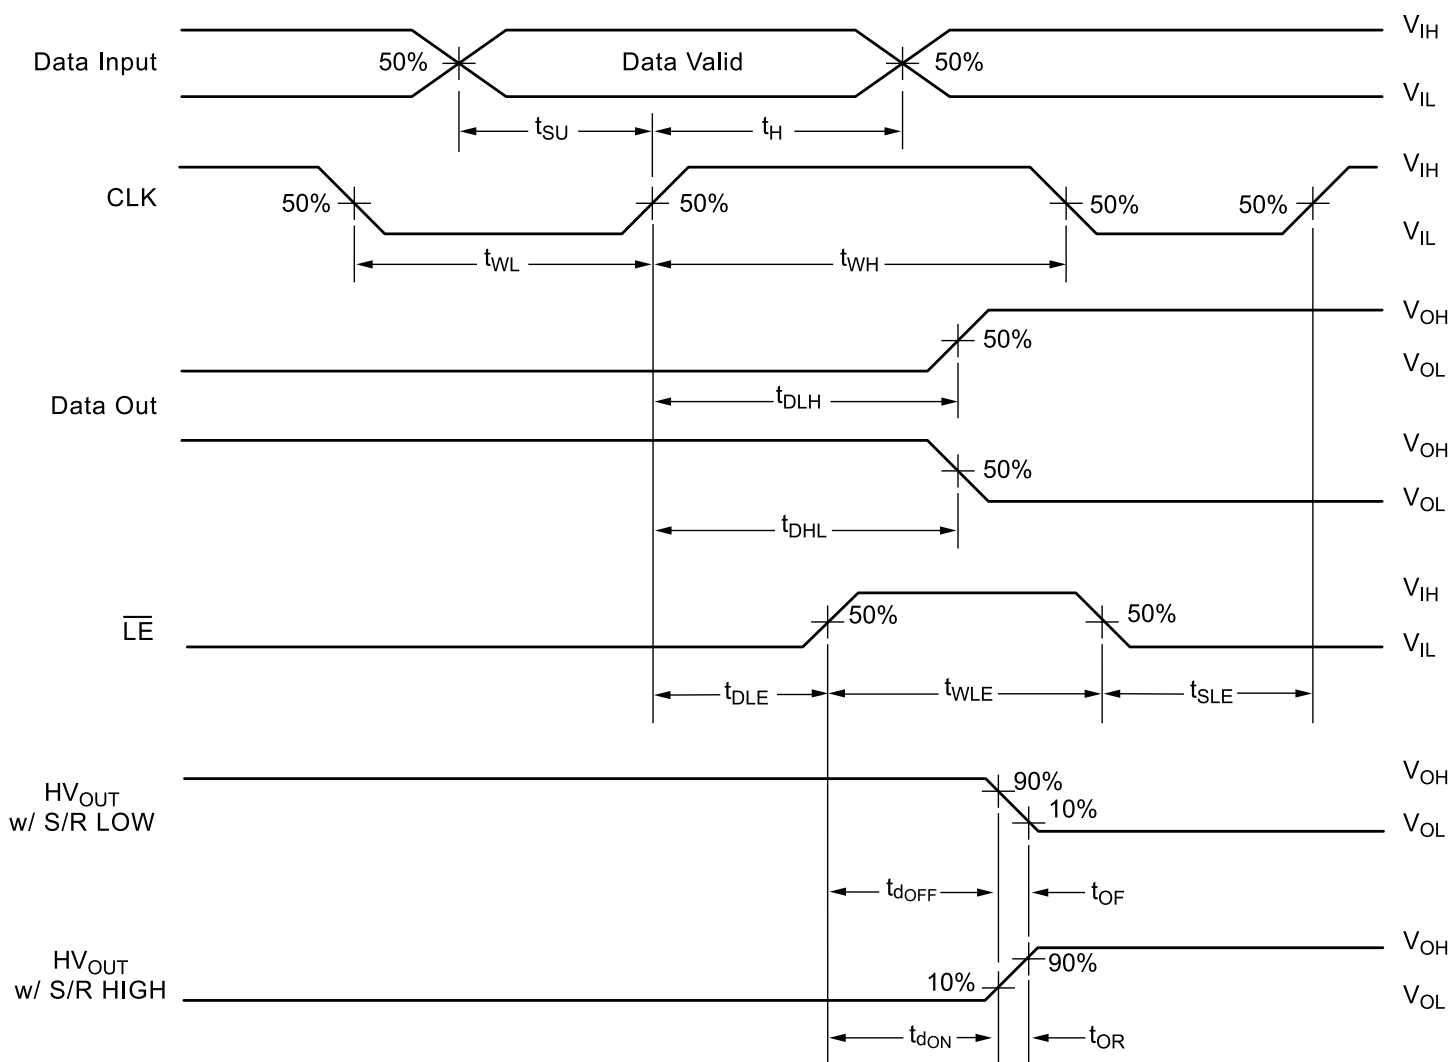 Data Input 50% Data Valid 50% V_IH
V_IL
t_SU t_H
CLK 50% 50% 50% 50% V_IH
V_IL
t_WL t_WH
Data Out
50% V_OH
V_OL
t_DLH
50% V_OH
V_OL
t_DHL
L̅E̅ 50% 50% V_IH
V_IL
t_DLE t_WLE t_SLE
HV_OUT
w/ S/R LOW
90% V_OH
10% V_OL
t_dOFF t_OF
HV_OUT
w/ S/R HIGH
V_OH
90%
10% V_OL
t_dON t_OR